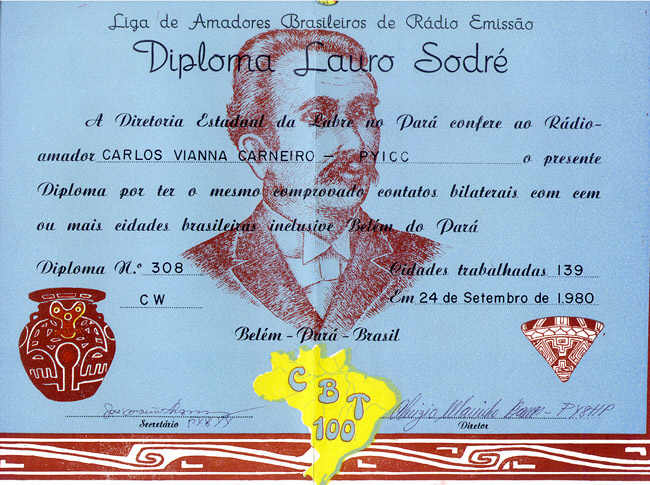 Liga de Amadores Brasileiros de Rádio Emissão
Diploma Lauro Sodré
A Diretoria Estadual da Labre no Pará confere ao Rádio-
amador CARLOS VIANNA CARNEIRO - PY1CC o presente
Diploma por ter o mesmo comprovado contatos bilaterais com cem
ou mais cidades brasileiras inclusive Belém do Pará
Diploma N.º 308 Cidades trabalhadas 139
CW Em 24 de Setembro de 1.980
Belém - Pará - Brasil
CBT
100
PY8HP
Secretário Diretor